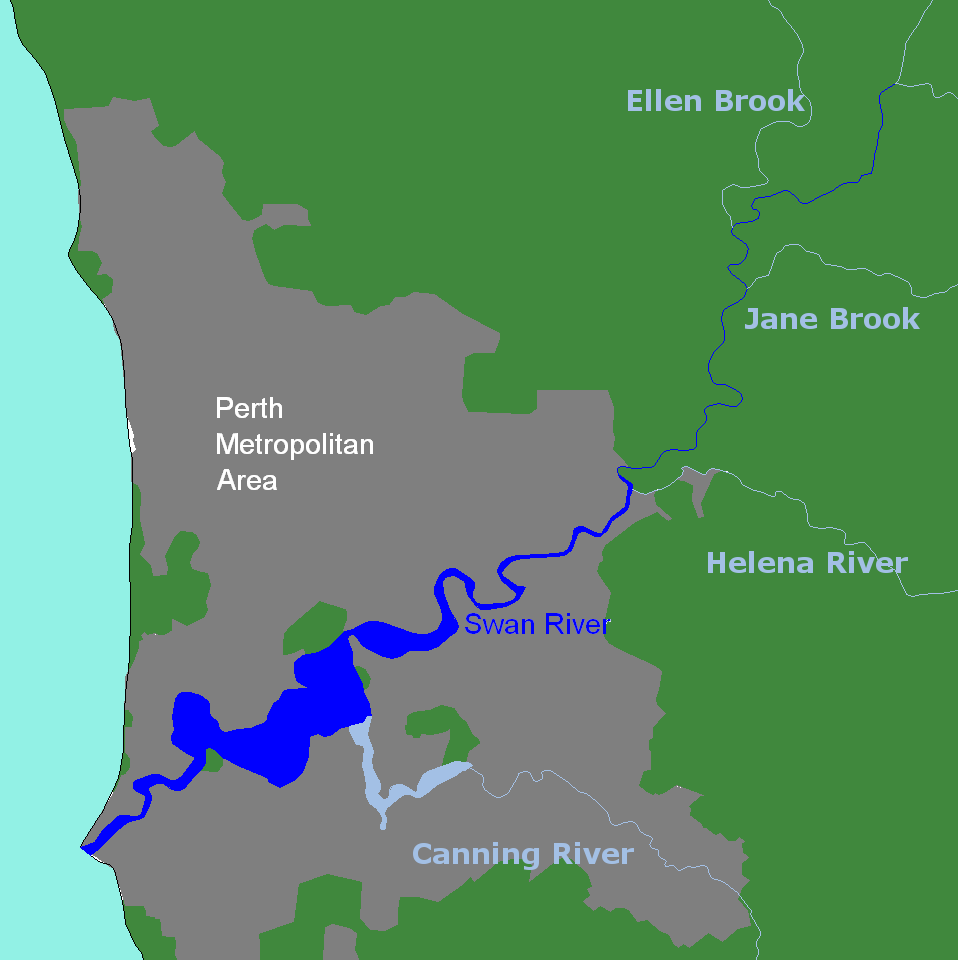 Ellen Brook
Jane Brook
Perth
Metropolitan
Area
Helena River
Swan River
Canning River